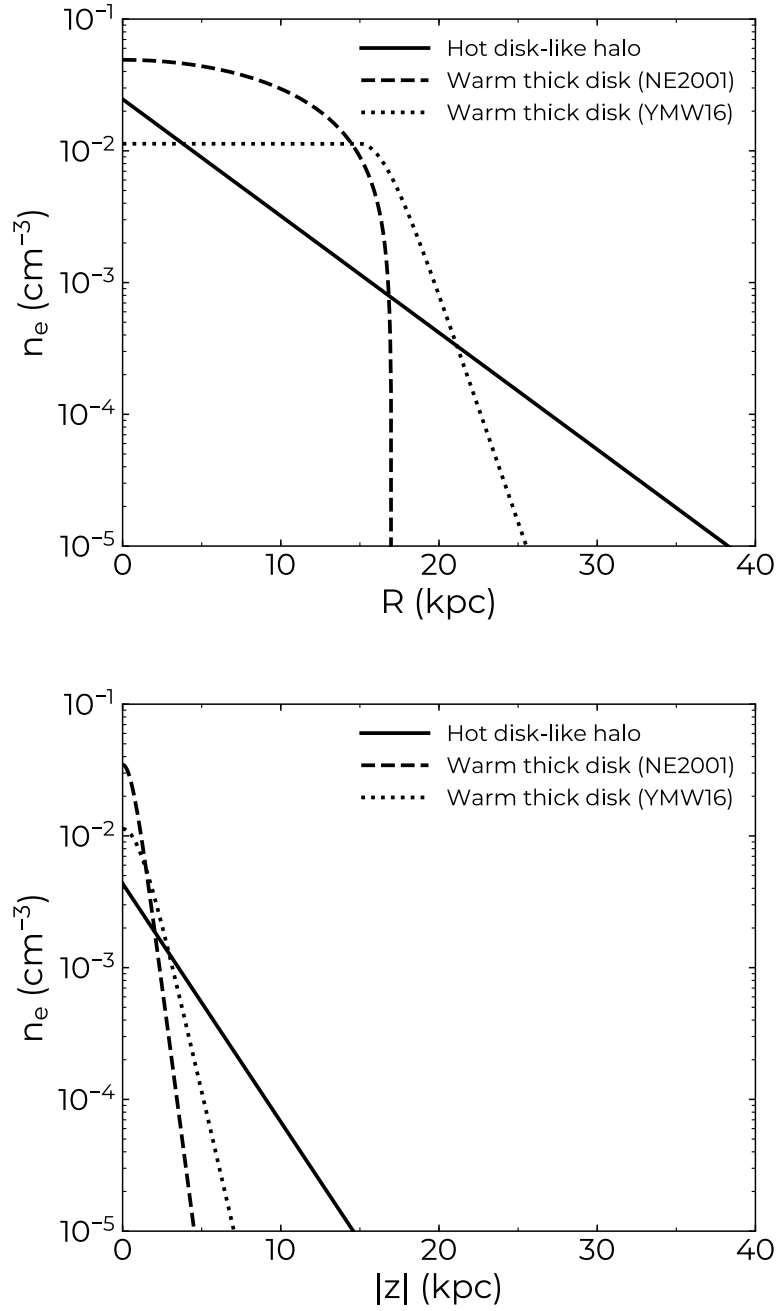 10⁻¹
10⁻²
10⁻³
10⁻⁴
10⁻⁵
nₑ (cm⁻³)
Hot disk-like halo
Warm thick disk (NE2001)
Warm thick disk (YMW16)
0 10 20 30 40
R (kpc)
10⁻¹
10⁻²
10⁻³
10⁻⁴
10⁻⁵
nₑ (cm⁻³)
Hot disk-like halo
Warm thick disk (NE2001)
Warm thick disk (YMW16)
0 10 20 30 40
|z| (kpc)